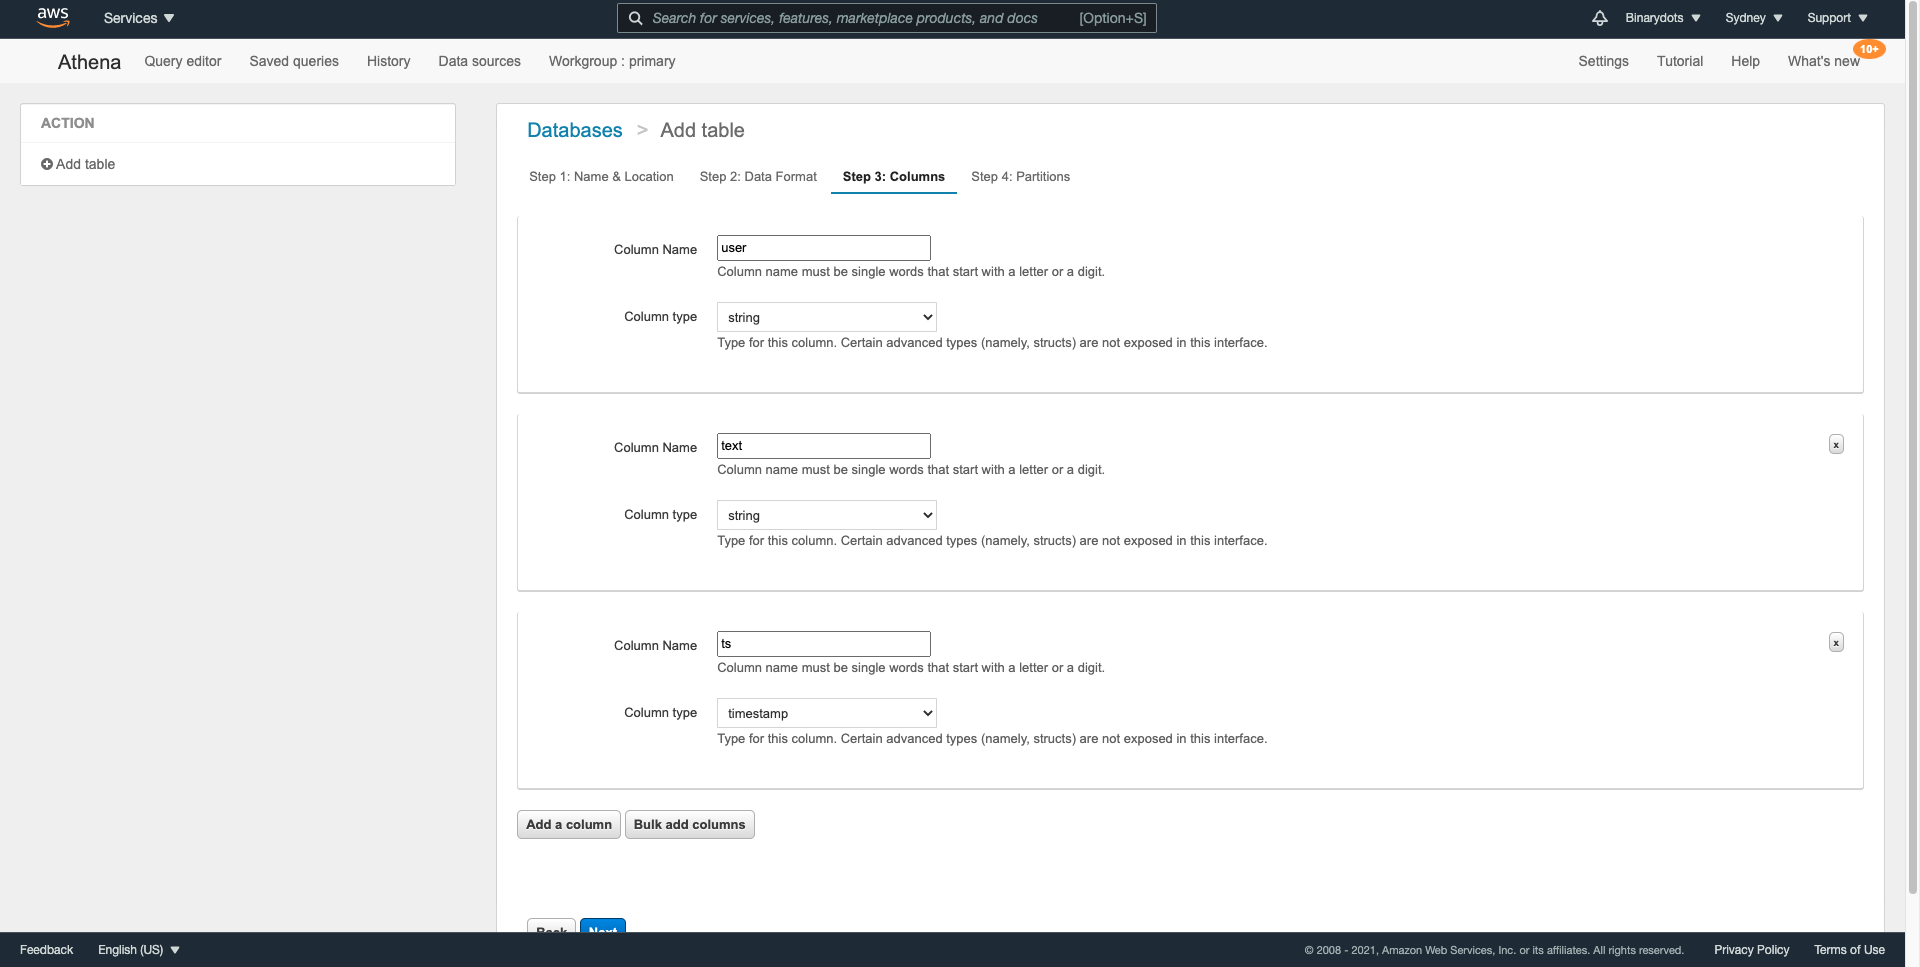 aws Services Search for services, features, marketplace products, and docs [Option+S] Binarydots Sydney Support
Athena Query editor Saved queries History Data sources Workgroup : primary Settings Tutorial Help What's new 10+
ACTION
Add table
Databases > Add table
Step 1: Name & Location Step 2: Data Format Step 3: Columns Step 4: Partitions
Column Name user
Column name must be single words that start with a letter or a digit.
Column type string
Type for this column. Certain advanced types (namely, structs) are not exposed in this interface.
Column Name text x
Column name must be single words that start with a letter or a digit.
Column type string
Type for this column. Certain advanced types (namely, structs) are not exposed in this interface.
Column Name ts x
Column name must be single words that start with a letter or a digit.
Column type timestamp
Type for this column. Certain advanced types (namely, structs) are not exposed in this interface.
Add a column Bulk add columns
Back Next
Feedback English (US) © 2008 - 2021, Amazon Web Services, Inc. or its affiliates. All rights reserved. Privacy Policy Terms of Use